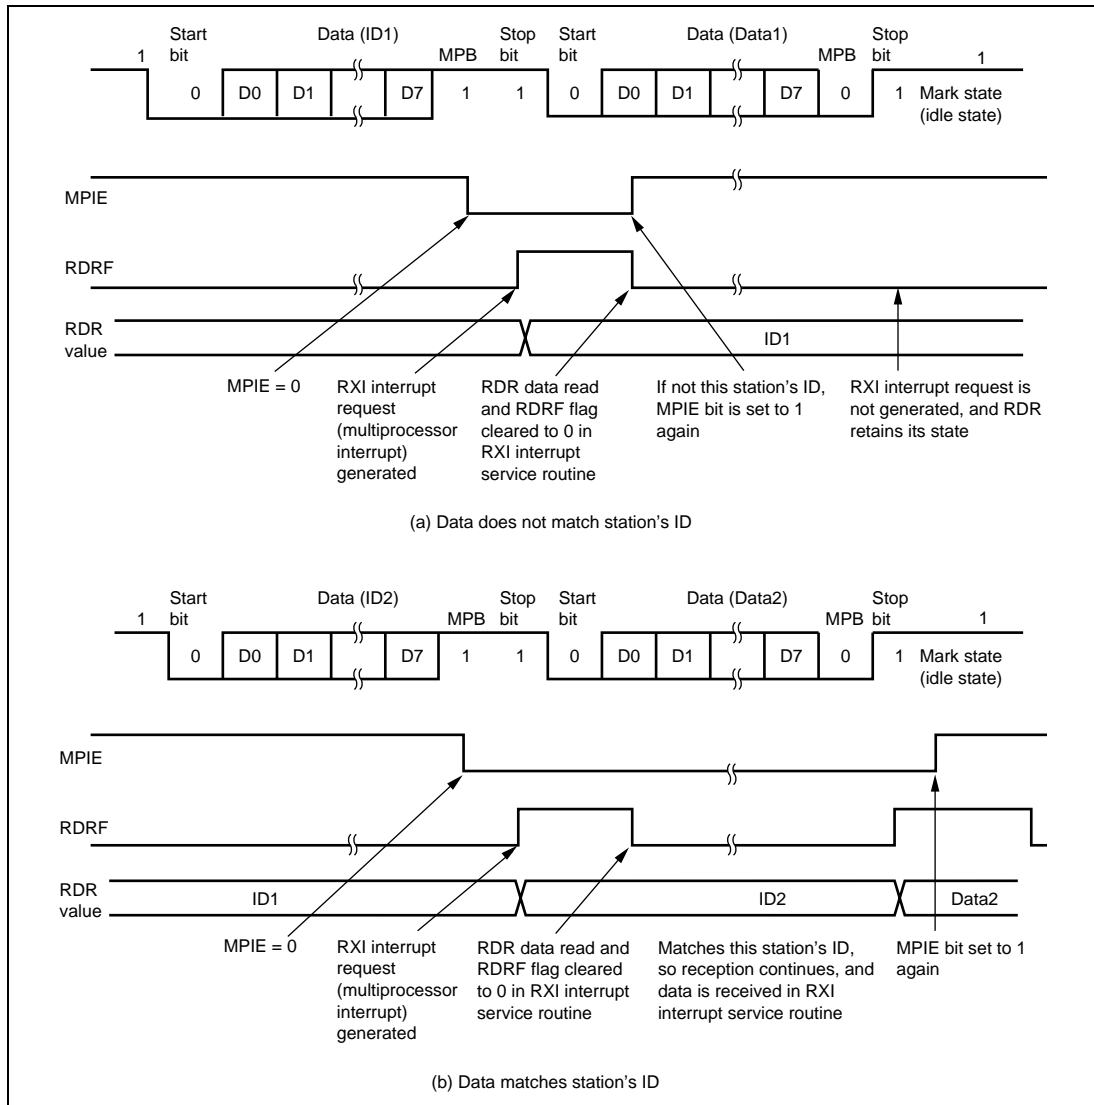 Start bit Data (ID1) MPB Stop bit Start bit Data (Data1) MPB Stop bit
1 0 D0 D1 D7 1 1 0 D0 D1 D7 0 1 1
Mark state (idle state)
MPIE
RDRF
RDR value
ID1
MPIE = 0
RXI interrupt
request
(multiprocessor
interrupt)
generated
RDR data read
and RDRF flag
cleared to 0 in
RXI interrupt
service routine
If not this station's ID,
MPIE bit is set to 1
again
RXI interrupt request is
not generated, and RDR
retains its state
(a) Data does not match station's ID
Start bit Data (ID2) MPB Stop bit Start bit Data (Data2) MPB Stop bit
1 0 D0 D1 D7 1 1 0 D0 D1 D7 0 1 1
Mark state (idle state)
MPIE
RDRF
RDR value
ID1 ID2 Data2
MPIE = 0
RXI interrupt
request
(multiprocessor
interrupt)
generated
RDR data read and
RDRF flag cleared
to 0 in RXI interrupt
service routine
Matches this station's ID,
so reception continues, and
data is received in RXI
interrupt service routine
MPIE bit set to 1
again
(b) Data matches station's ID